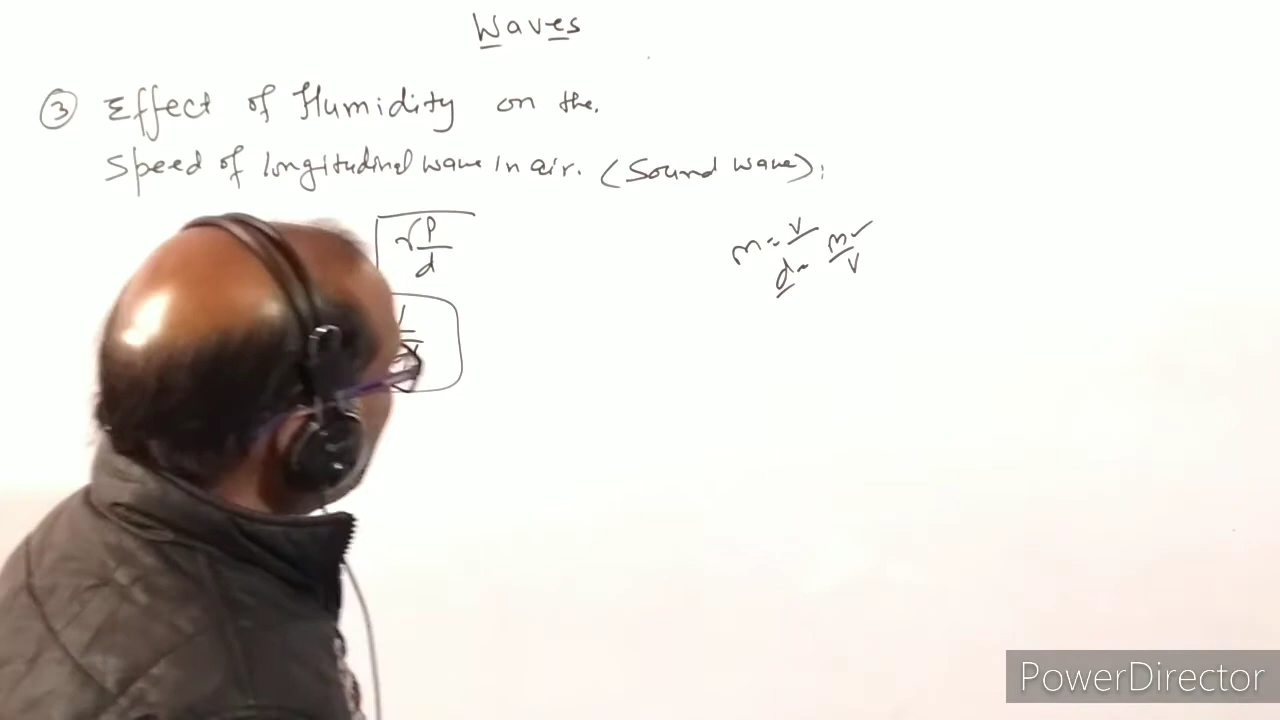 Waves
③ Effect of Humidity on the.
Speed of longitudinal wave in air. (Sound wave):
√P/d
m = V/
d = m/V
PowerDirector